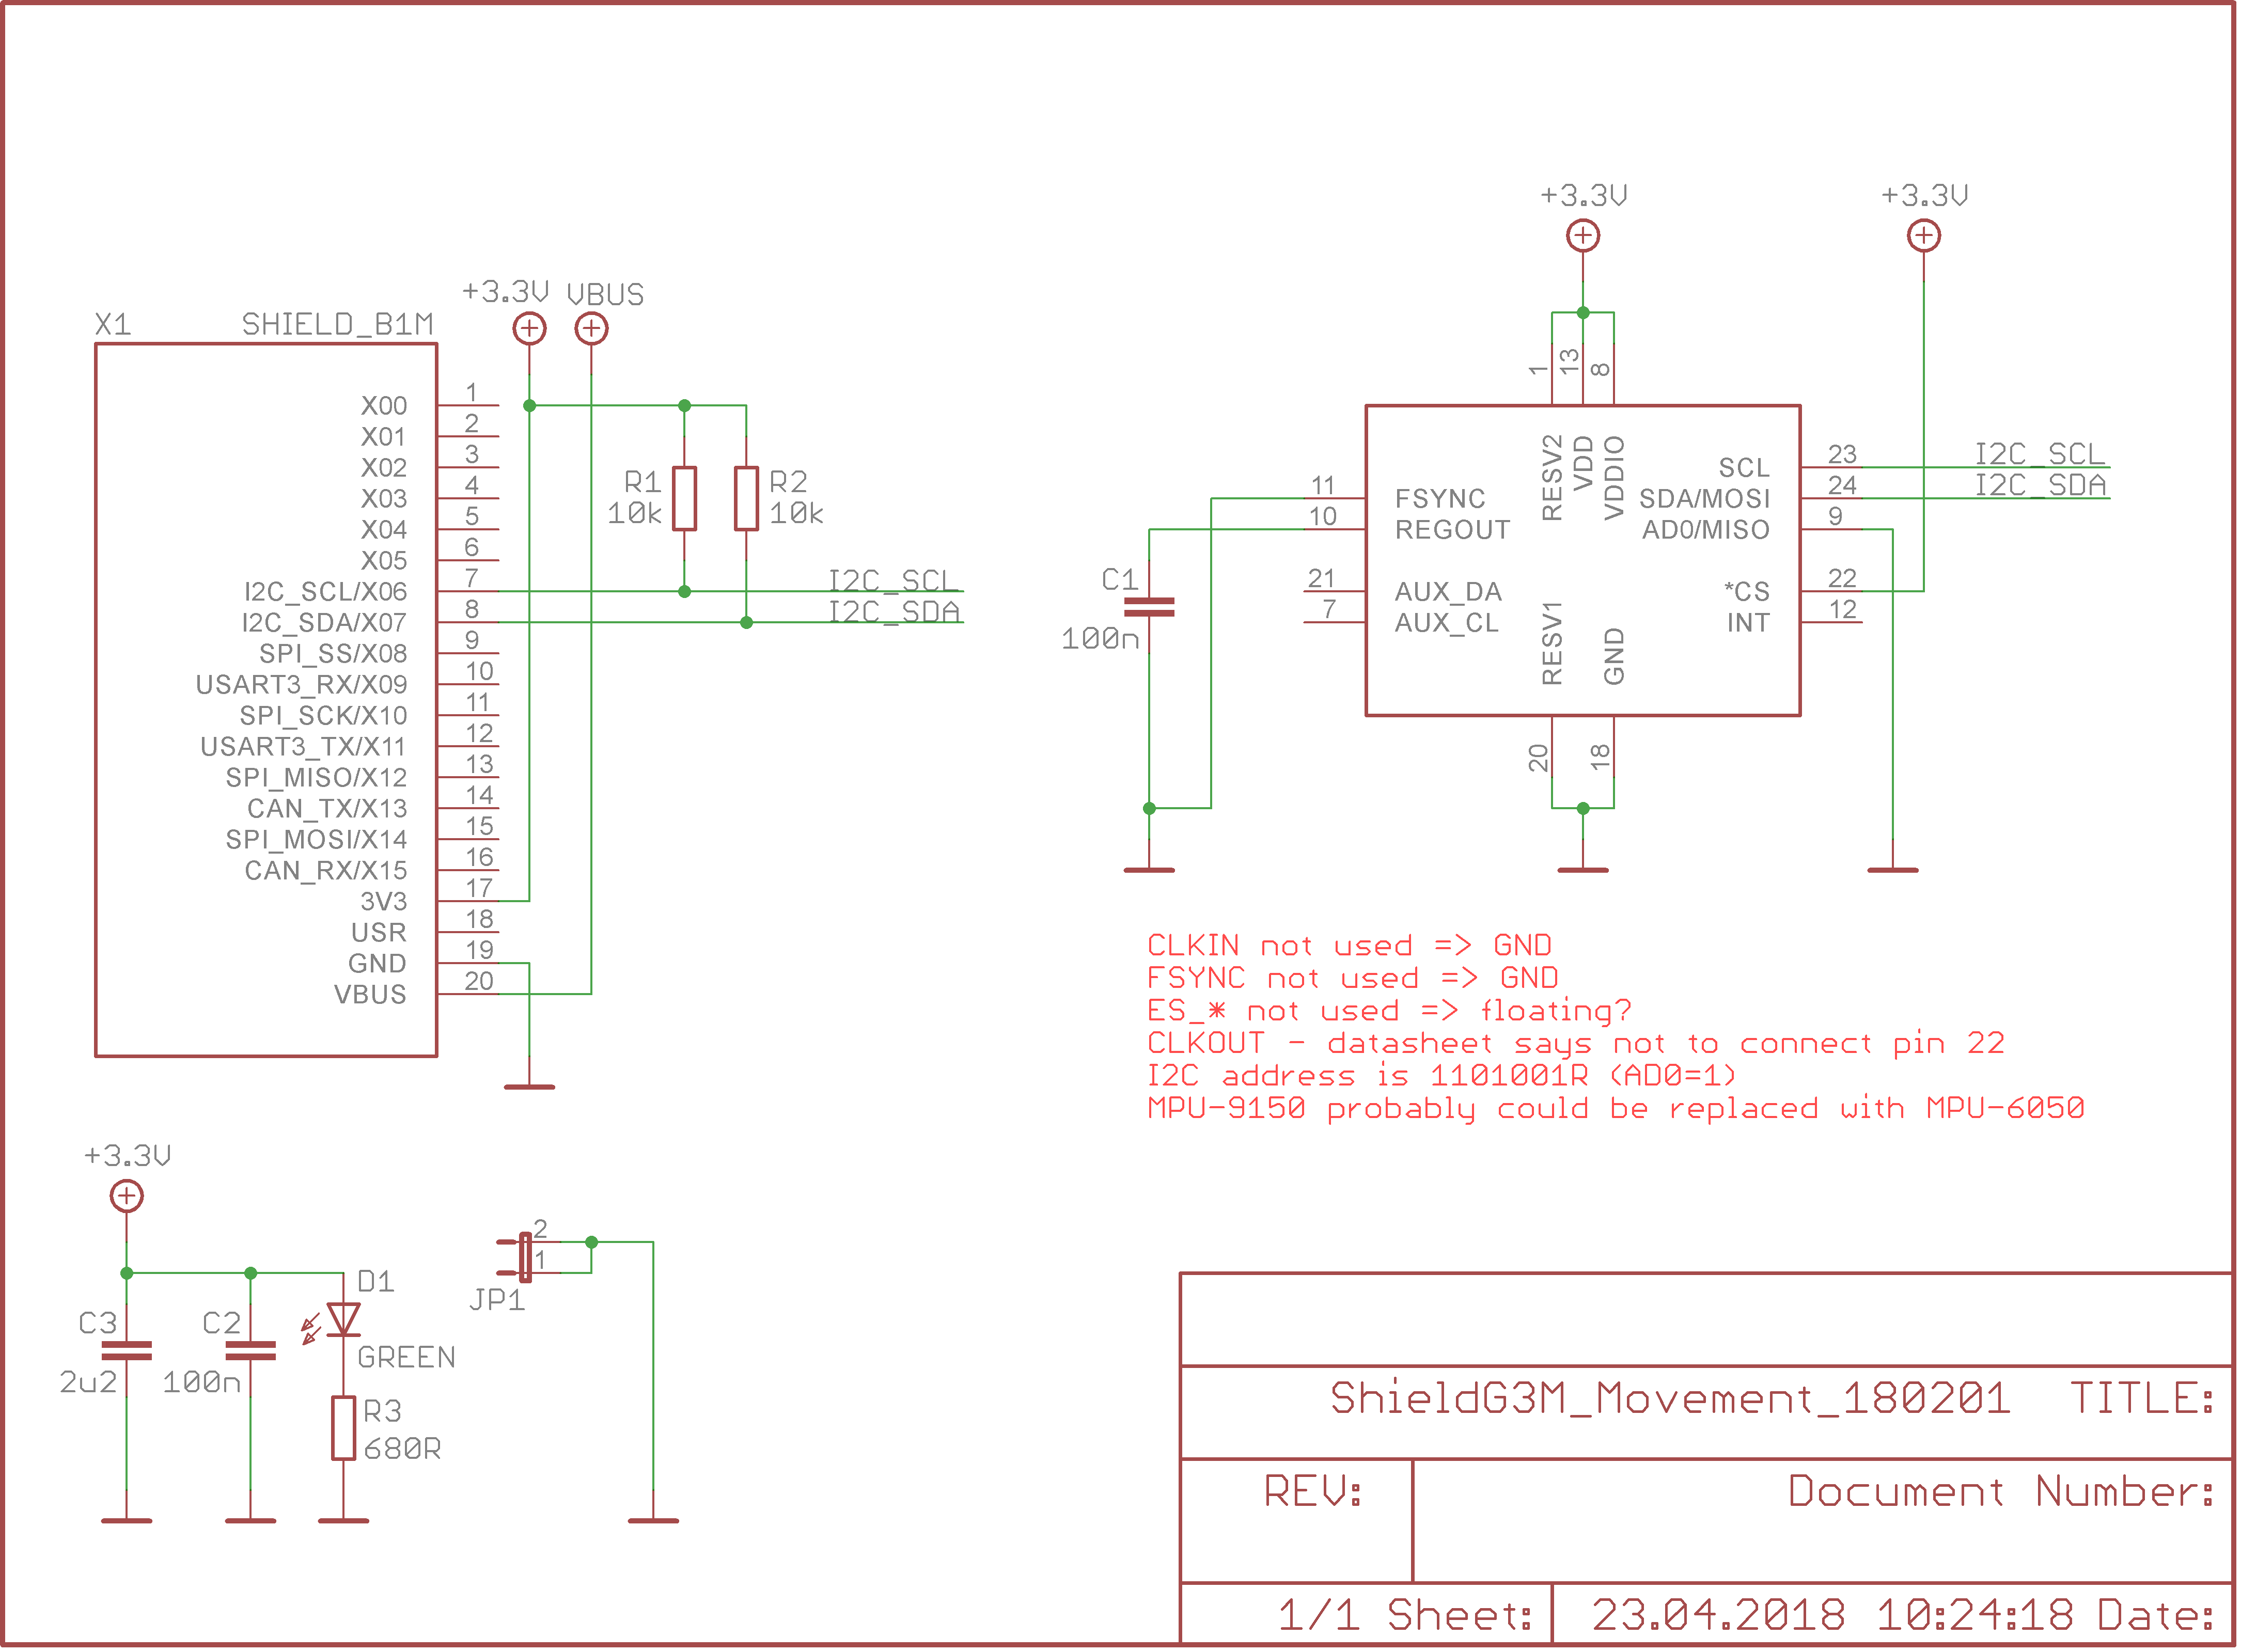 +3.3V
+3.3V
+3.3V VBUS
X1 SHIELD_B1M
X00 1
X01 2
X02 3
X03 4
X04 5
X05 6
I2C_SCL/X06 7
I2C_SDA/X07 8
SPI_SS/X08 9
USART3_RX/X09 10
SPI_SCK/X10 11
USART3_TX/X11 12
SPI_MISO/X12 13
CAN_TX/X13 14
SPI_MOSI/X14 15
CAN_RX/X15 16
3V3 17
USR 18
GND 19
VBUS 20
R1
10k
R2
10k
I2C_SCL
I2C_SDA
C1
100n
1
13
8
RESV2
VDD
VDDIO
11 FSYNC
10 REGOUT
21 AUX_DA
7 AUX_CL
SCL 23
SDA/MOSI 24
AD0/MISO 9
*CS 22
INT 12
I2C_SCL
I2C_SDA
RESV1
GND
20
18
CLKIN not used => GND
FSYNC not used => GND
ES_* not used => floating?
CLKOUT - datasheet says not to connect pin 22
I2C address is 1101001R (AD0=1)
MPU-9150 probably could be replaced with MPU-6050
+3.3V
C3
2u2
C2
100n
D1
GREEN
R3
680R
2
1
JP1
ShieldG3M_Movement_180201 TITLE:
REV:
Document Number:
1/1 Sheet:
23.04.2018 10:24:18 Date: